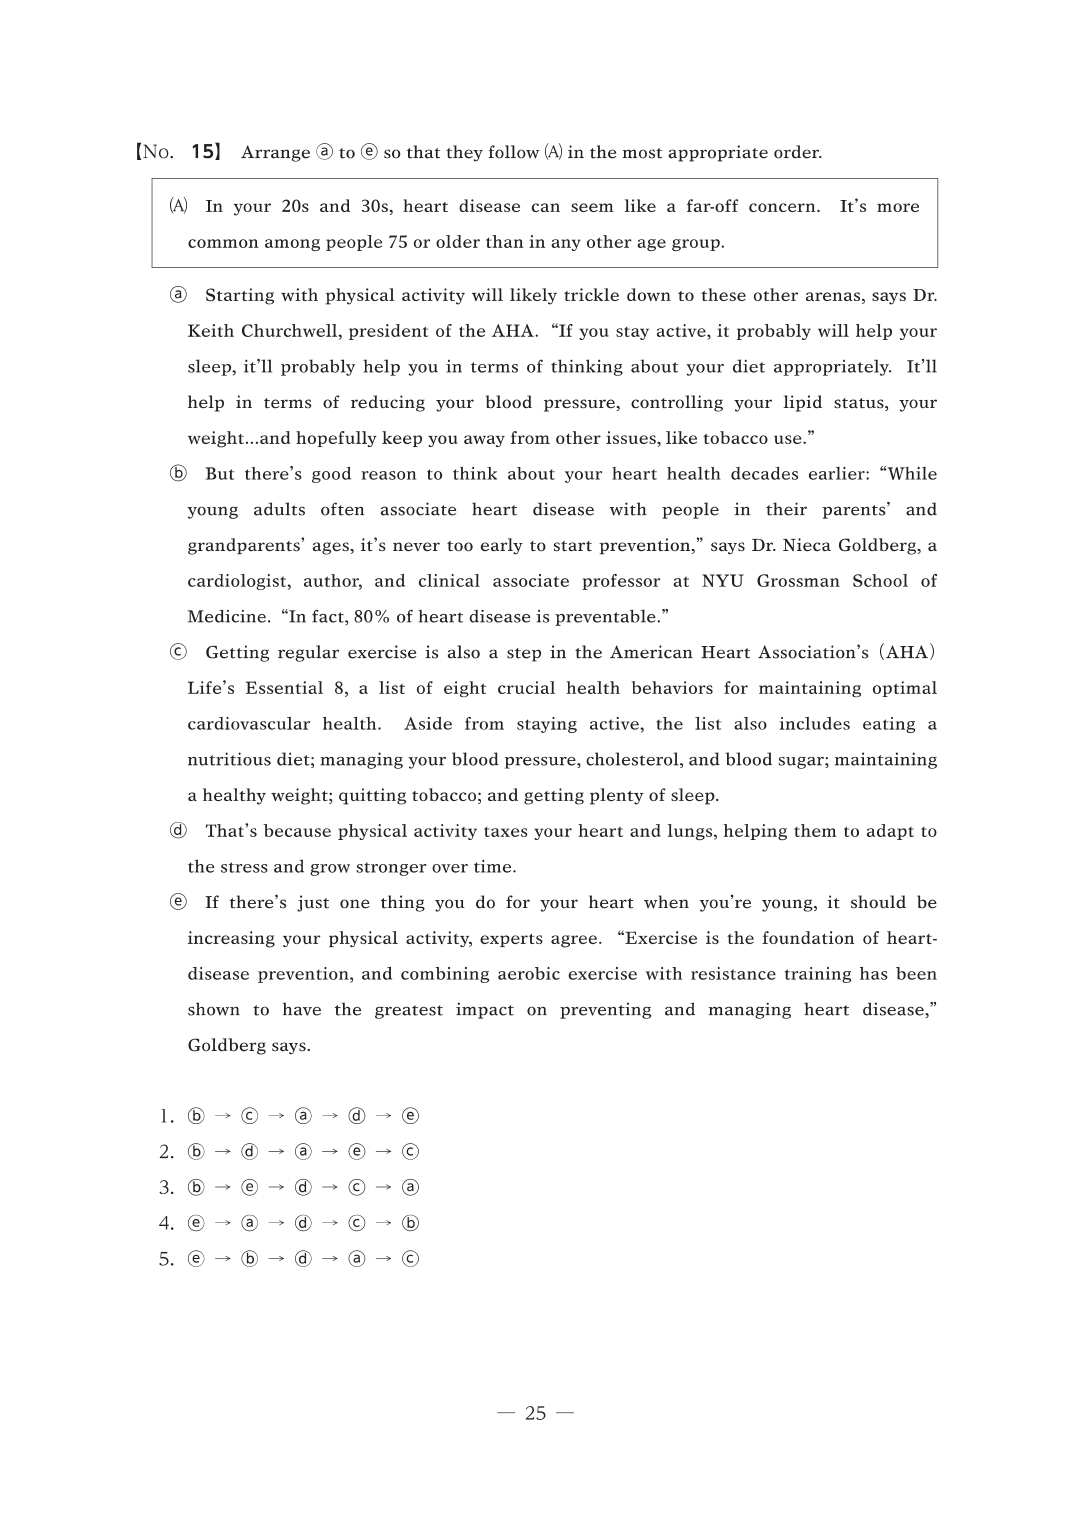 【No. 15】 Arrange ⓐ to ⓔ so that they follow (A) in the most appropriate order.
(A) In your 20s and 30s, heart disease can seem like a far-off concern. It's more
common among people 75 or older than in any other age group.
ⓐ Starting with physical activity will likely trickle down to these other arenas, says Dr.
Keith Churchwell, president of the AHA. “If you stay active, it probably will help your
sleep, it'll probably help you in terms of thinking about your diet appropriately. It'll
help in terms of reducing your blood pressure, controlling your lipid status, your
weight...and hopefully keep you away from other issues, like tobacco use.”
ⓑ But there's good reason to think about your heart health decades earlier: “While
young adults often associate heart disease with people in their parents' and
grandparents' ages, it's never too early to start prevention,” says Dr. Nieca Goldberg, a
cardiologist, author, and clinical associate professor at NYU Grossman School of
Medicine. “In fact, 80% of heart disease is preventable.”
ⓒ Getting regular exercise is also a step in the American Heart Association's (AHA)
Life's Essential 8, a list of eight crucial health behaviors for maintaining optimal
cardiovascular health. Aside from staying active, the list also includes eating a
nutritious diet; managing your blood pressure, cholesterol, and blood sugar; maintaining
a healthy weight; quitting tobacco; and getting plenty of sleep.
ⓓ That's because physical activity taxes your heart and lungs, helping them to adapt to
the stress and grow stronger over time.
ⓔ If there's just one thing you do for your heart when you're young, it should be
increasing your physical activity, experts agree. “Exercise is the foundation of heart-
disease prevention, and combining aerobic exercise with resistance training has been
shown to have the greatest impact on preventing and managing heart disease,”
Goldberg says.
1. ⓑ → ⓒ → ⓐ → ⓓ → ⓔ
2. ⓑ → ⓓ → ⓐ → ⓔ → ⓒ
3. ⓑ → ⓔ → ⓓ → ⓒ → ⓐ
4. ⓔ → ⓐ → ⓓ → ⓒ → ⓑ
5. ⓔ → ⓑ → ⓓ → ⓐ → ⓒ
— 25 —